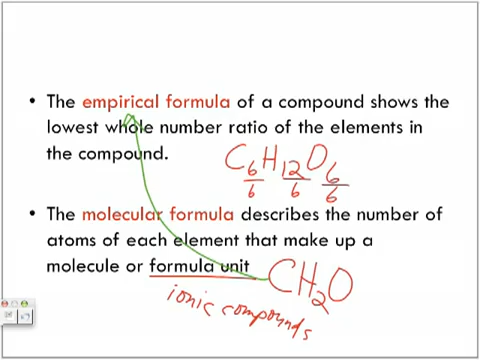 • The empirical formula of a compound shows the
lowest whole number ratio of the elements in
the compound.
C6H12O6
6 6 6
• The molecular formula describes the number of
atoms of each element that make up a
molecule or formula unit
CH2O
ionic compounds